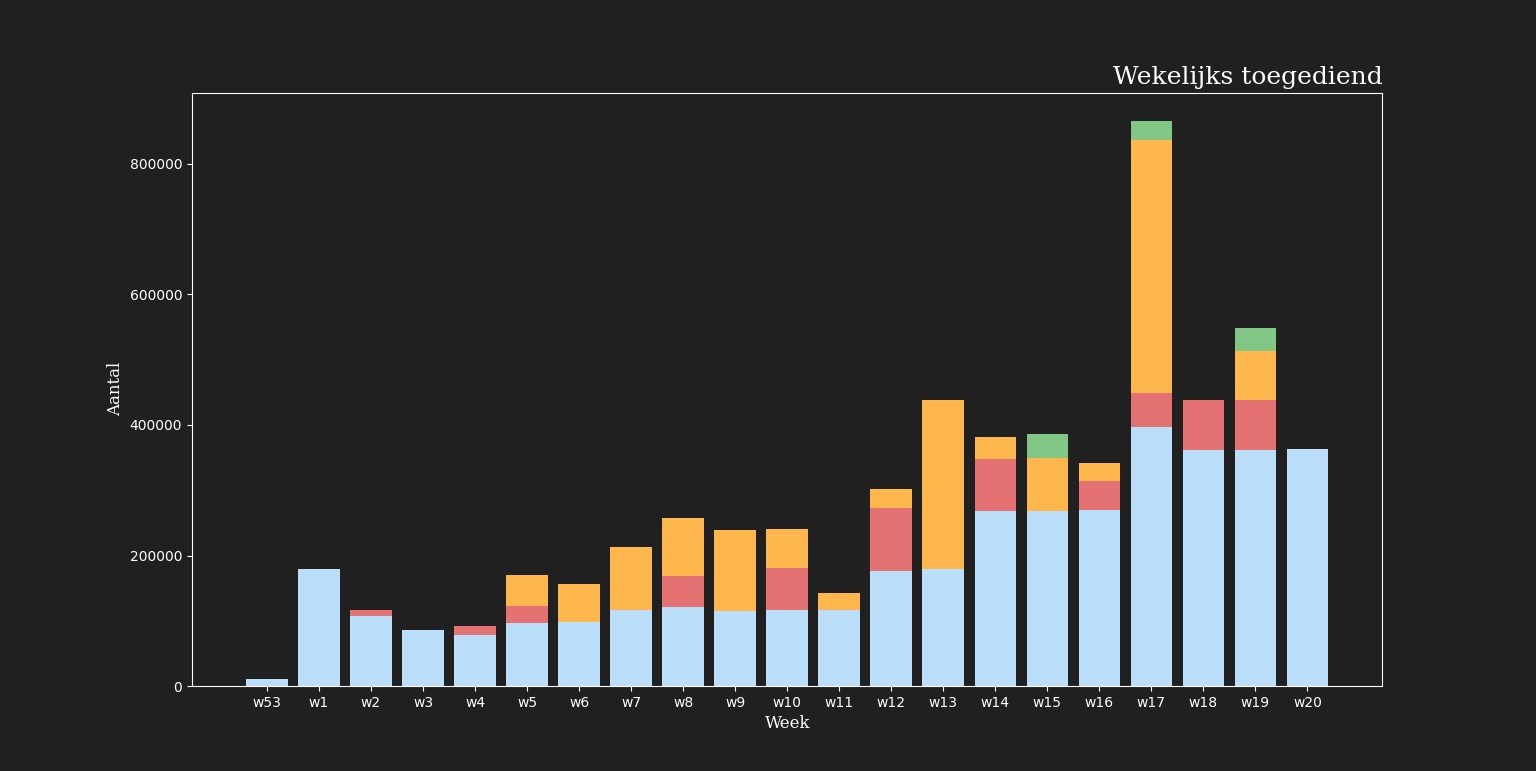 Wekelijks toegediend
800000
600000
400000
200000
0
Aantal
w53 w1 w2 w3 w4 w5 w6 w7 w8 w9 w10 w11 w12 w13 w14 w15 w16 w17 w18 w19 w20
Week